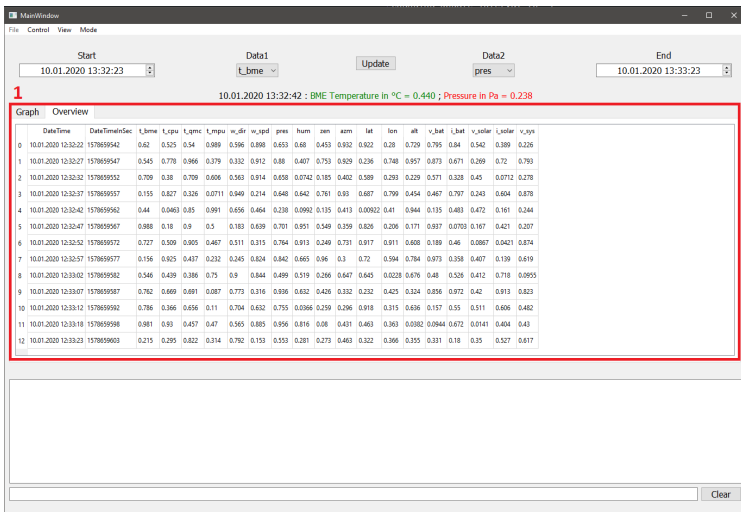 MainWindow
File Control View Mode
Start Data1 Update Data2 End
10.01.2020 13:32:23 t_bme pres 10.01.2020 13:33:23
1
10.01.2020 13:32:42 : BME Temperature in °C = 0.440 ; Pressure in Pa = 0.238
Graph Overview
DateTime DateTimeInSec t_bme t_cpu t_qmc t_mpu w_dir w_spd pres hum zen azm lat lon alt v_bat i_bat v_solar i_solar v_sys
0 10.01.2020 12:32:22 1578659542 0.62 0.525 0.54 0.989 0.596 0.898 0.653 0.68 0.453 0.932 0.922 0.28 0.729 0.795 0.84 0.542 0.389 0.226
1 10.01.2020 12:32:27 1578659547 0.545 0.778 0.966 0.379 0.332 0.912 0.88 0.407 0.753 0.929 0.236 0.748 0.957 0.873 0.671 0.269 0.72 0.793
2 10.01.2020 12:32:32 1578659552 0.709 0.38 0.709 0.606 0.563 0.914 0.658 0.0742 0.185 0.402 0.589 0.293 0.229 0.571 0.328 0.45 0.0712 0.278
3 10.01.2020 12:32:37 1578659557 0.155 0.827 0.326 0.0711 0.949 0.214 0.648 0.642 0.761 0.93 0.687 0.799 0.454 0.467 0.797 0.243 0.604 0.878
4 10.01.2020 12:32:42 1578659562 0.44 0.0463 0.85 0.991 0.656 0.464 0.238 0.0992 0.135 0.413 0.00922 0.41 0.944 0.135 0.483 0.472 0.161 0.244
5 10.01.2020 12:32:47 1578659567 0.988 0.18 0.9 0.5 0.183 0.639 0.701 0.951 0.549 0.359 0.826 0.206 0.171 0.937 0.0703 0.167 0.421 0.207
6 10.01.2020 12:32:52 1578659572 0.727 0.509 0.905 0.467 0.511 0.315 0.764 0.913 0.249 0.731 0.917 0.911 0.608 0.189 0.46 0.0867 0.0421 0.874
7 10.01.2020 12:32:57 1578659577 0.156 0.925 0.437 0.232 0.245 0.824 0.842 0.665 0.96 0.3 0.72 0.594 0.784 0.973 0.358 0.407 0.139 0.619
8 10.01.2020 12:33:02 1578659582 0.546 0.439 0.386 0.75 0.9 0.844 0.499 0.519 0.266 0.647 0.645 0.0228 0.676 0.48 0.526 0.412 0.718 0.0955
9 10.01.2020 12:33:07 1578659587 0.762 0.669 0.691 0.087 0.773 0.316 0.936 0.632 0.426 0.332 0.232 0.425 0.324 0.856 0.972 0.42 0.913 0.823
10 10.01.2020 12:33:12 1578659592 0.786 0.366 0.656 0.11 0.704 0.632 0.755 0.0366 0.259 0.296 0.918 0.315 0.636 0.157 0.55 0.511 0.606 0.482
11 10.01.2020 12:33:18 1578659598 0.981 0.93 0.457 0.47 0.565 0.885 0.956 0.816 0.08 0.431 0.463 0.363 0.0382 0.0944 0.672 0.0141 0.404 0.43
12 10.01.2020 12:33:23 1578659603 0.215 0.295 0.822 0.314 0.792 0.153 0.553 0.281 0.273 0.463 0.322 0.366 0.355 0.331 0.18 0.35 0.527 0.617
Clear